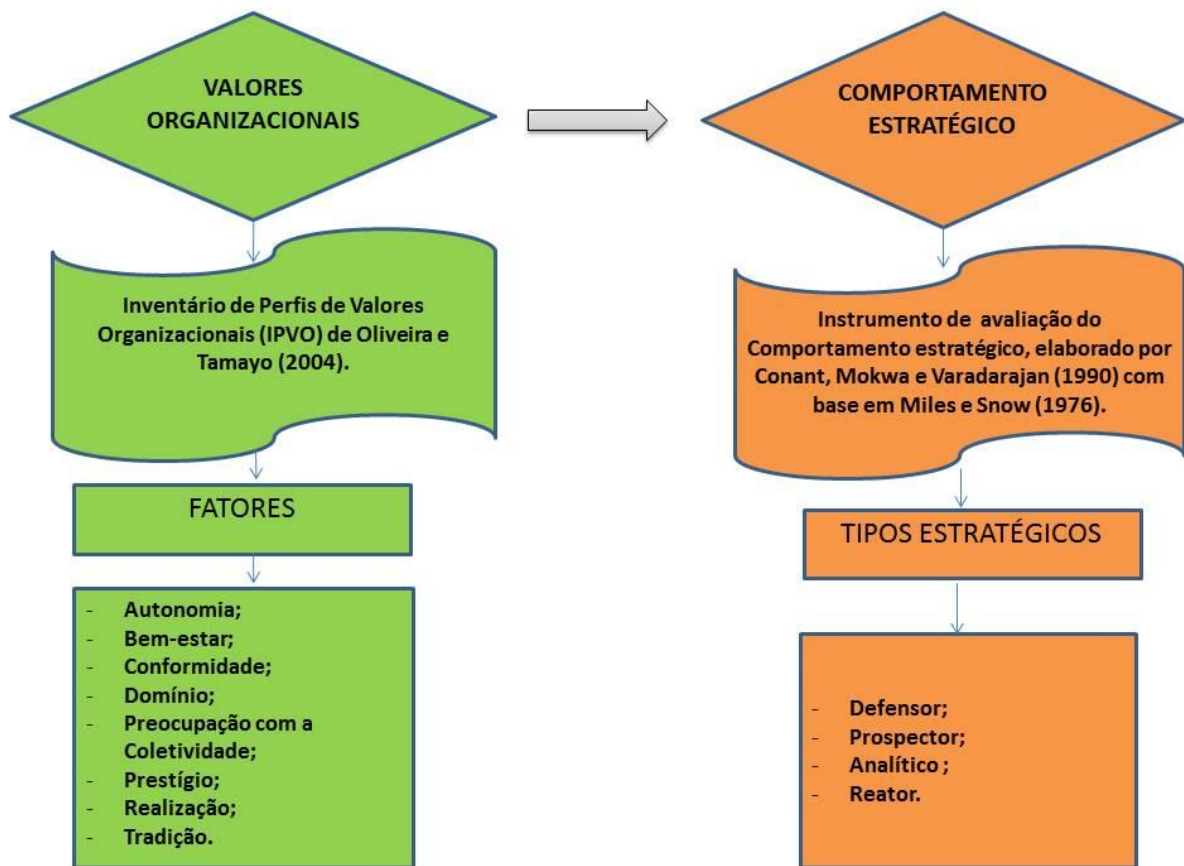 VALORES
ORGANIZACIONAIS
Inventário de Perfis de Valores
Organizacionais (IPVO) de Oliveira e
Tamayo (2004).
FATORES
- Autonomia;
- Bem-estar;
- Conformidade;
- Domínio;
- Preocupação com a
Coletividade;
- Prestígio;
- Realização;
- Tradição.
COMPORTAMENTO
ESTRATÉGICO
Instrumento de avaliação do
Comportamento estratégico, elaborado por
Conant, Mokwa e Varadarajan (1990) com
base em Miles e Snow (1976).
TIPOS ESTRATÉGICOS
- Defensor;
- Prospector;
- Analítico ;
- Reator.